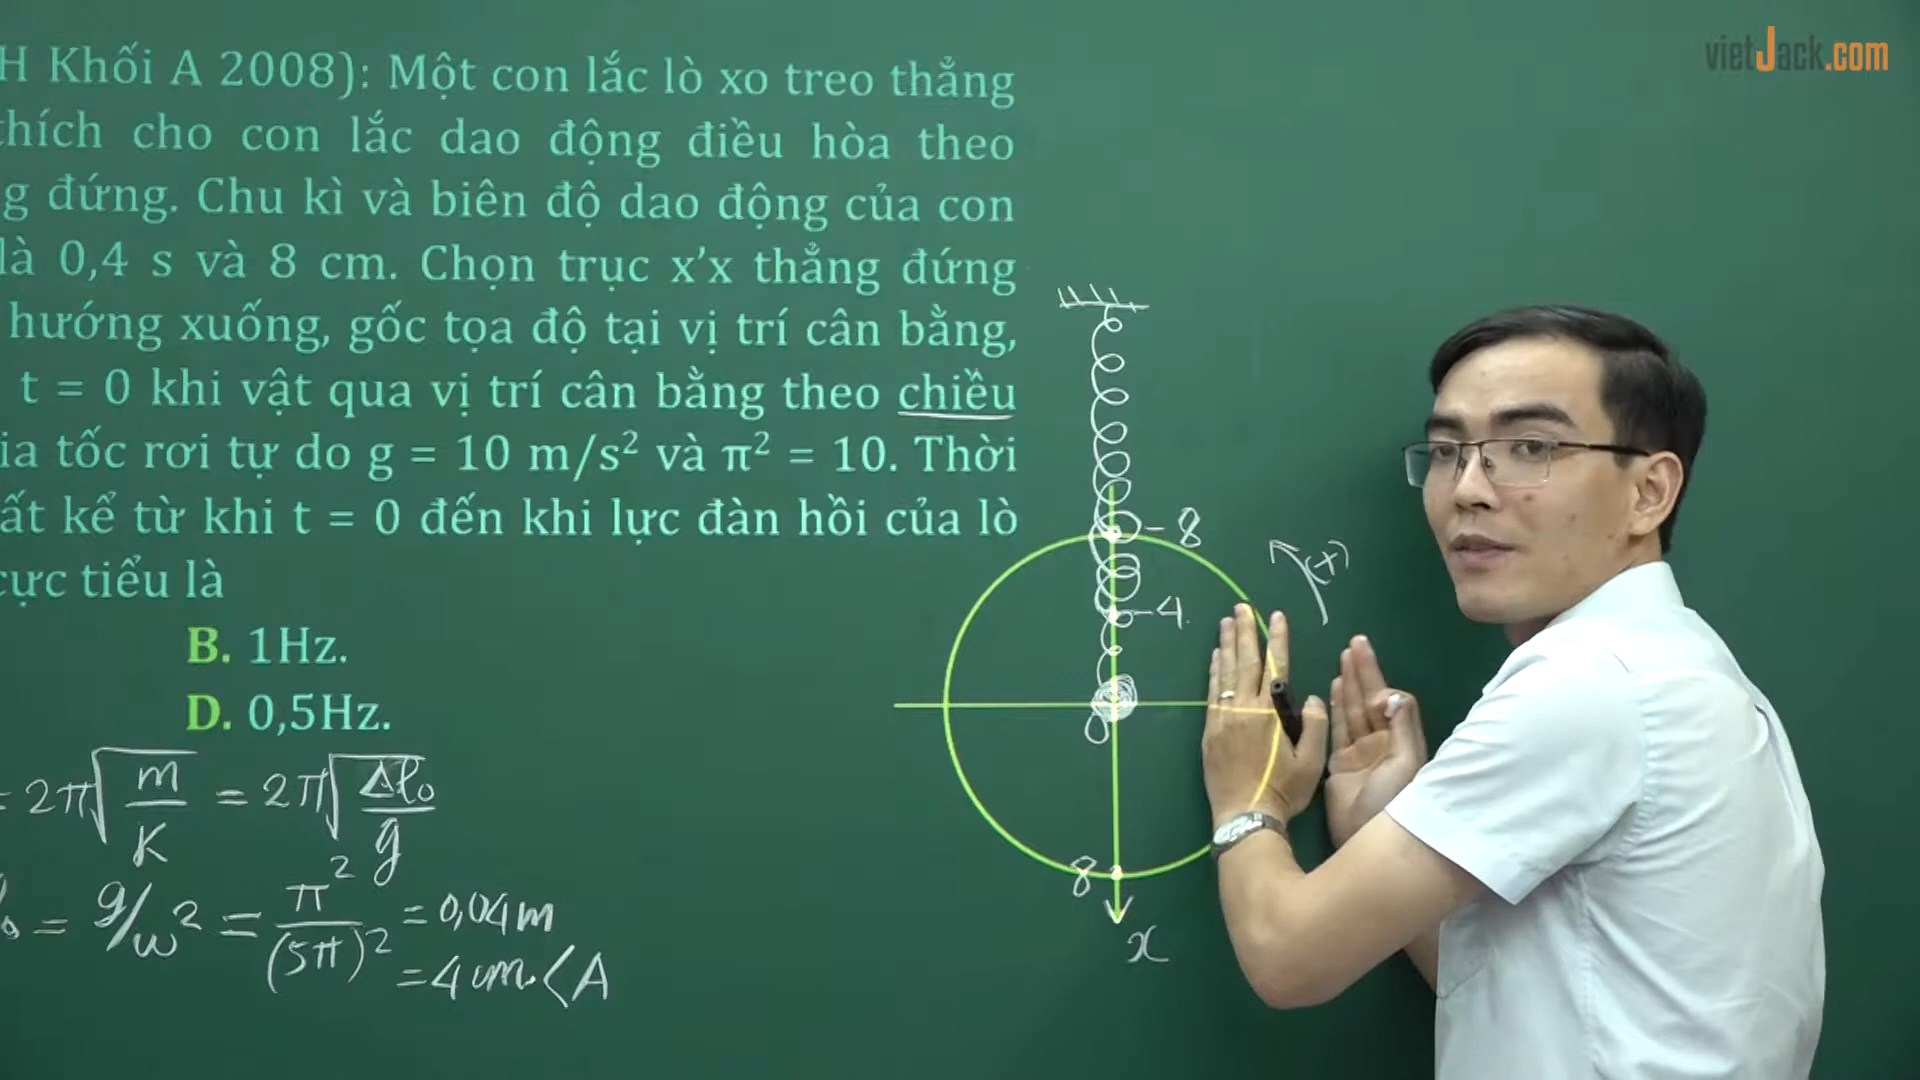 vietJack.com
H Khối A 2008): Một con lắc lò xo treo thẳng
thích cho con lắc dao động điều hòa theo
g đứng. Chu kì và biên độ dao động của con
là 0,4 s và 8 cm. Chọn trục x’x thẳng đứng
hướng xuống, gốc tọa độ tại vị trí cân bằng,
t = 0 khi vật qua vị trí cân bằng theo chiều
ia tốc rơi tự do g = 10 m/s² và π² = 10. Thời
ất kể từ khi t = 0 đến khi lực đàn hồi của lò
cực tiểu là
B. 1Hz.
D. 0,5Hz.
= 2π√(m/K) = 2π√(Δl₀/g)
₀ = g/ω² = π²/(5π)² = 0,04m
= 4 cm. < A
-8
(+)
-4
0
8
x